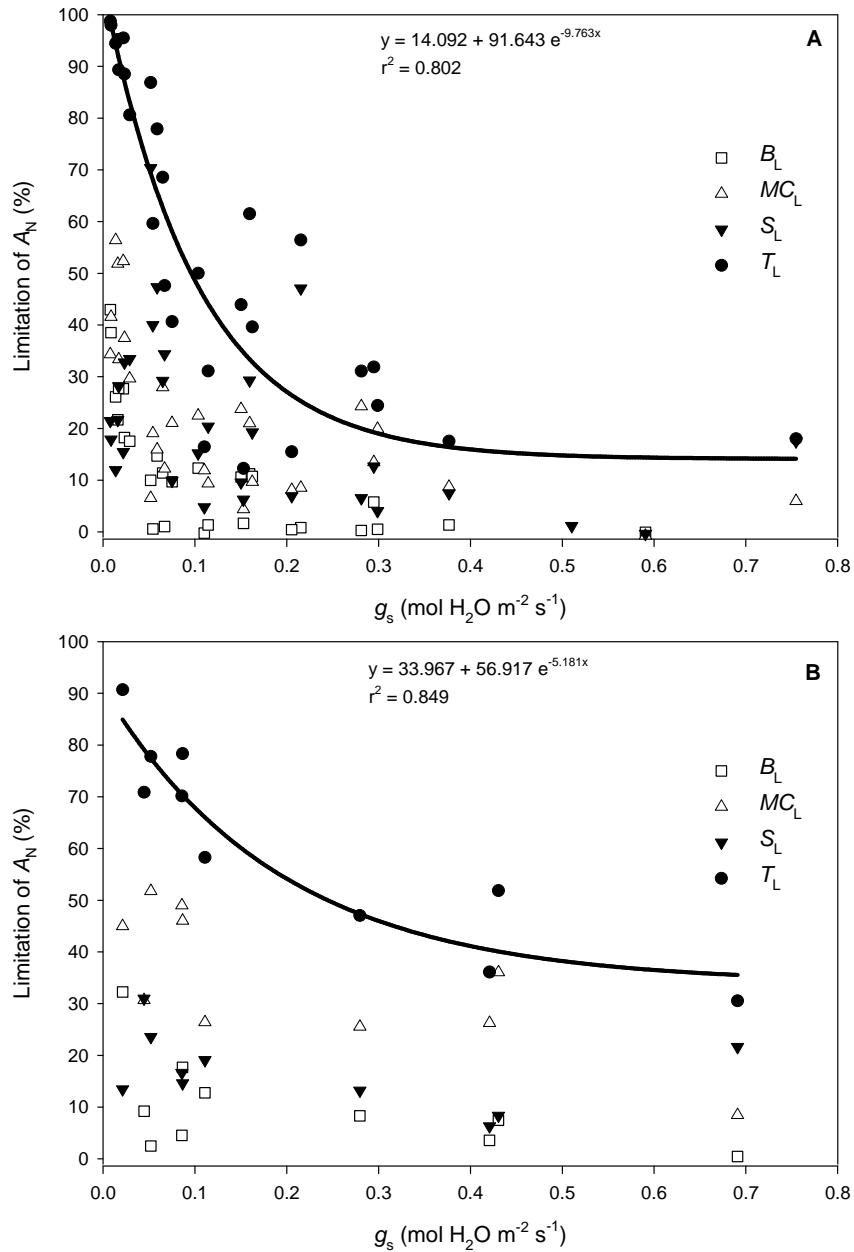 100
90
80
70
60
50
40
30
20
10
0
Limitation of A_N (%)
y = 14.092 + 91.643 e^-9.763x
r^2 = 0.802
A
B_L
MC_L
S_L
T_L
0.0 0.1 0.2 0.3 0.4 0.5 0.6 0.7 0.8
g_s (mol H_2O m^-2 s^-1)
100
90
80
70
60
50
40
30
20
10
0
Limitation of A_N (%)
y = 33.967 + 56.917 e^-5.181x
r^2 = 0.849
B
B_L
MC_L
S_L
T_L
0.0 0.1 0.2 0.3 0.4 0.5 0.6 0.7 0.8
g_s (mol H_2O m^-2 s^-1)